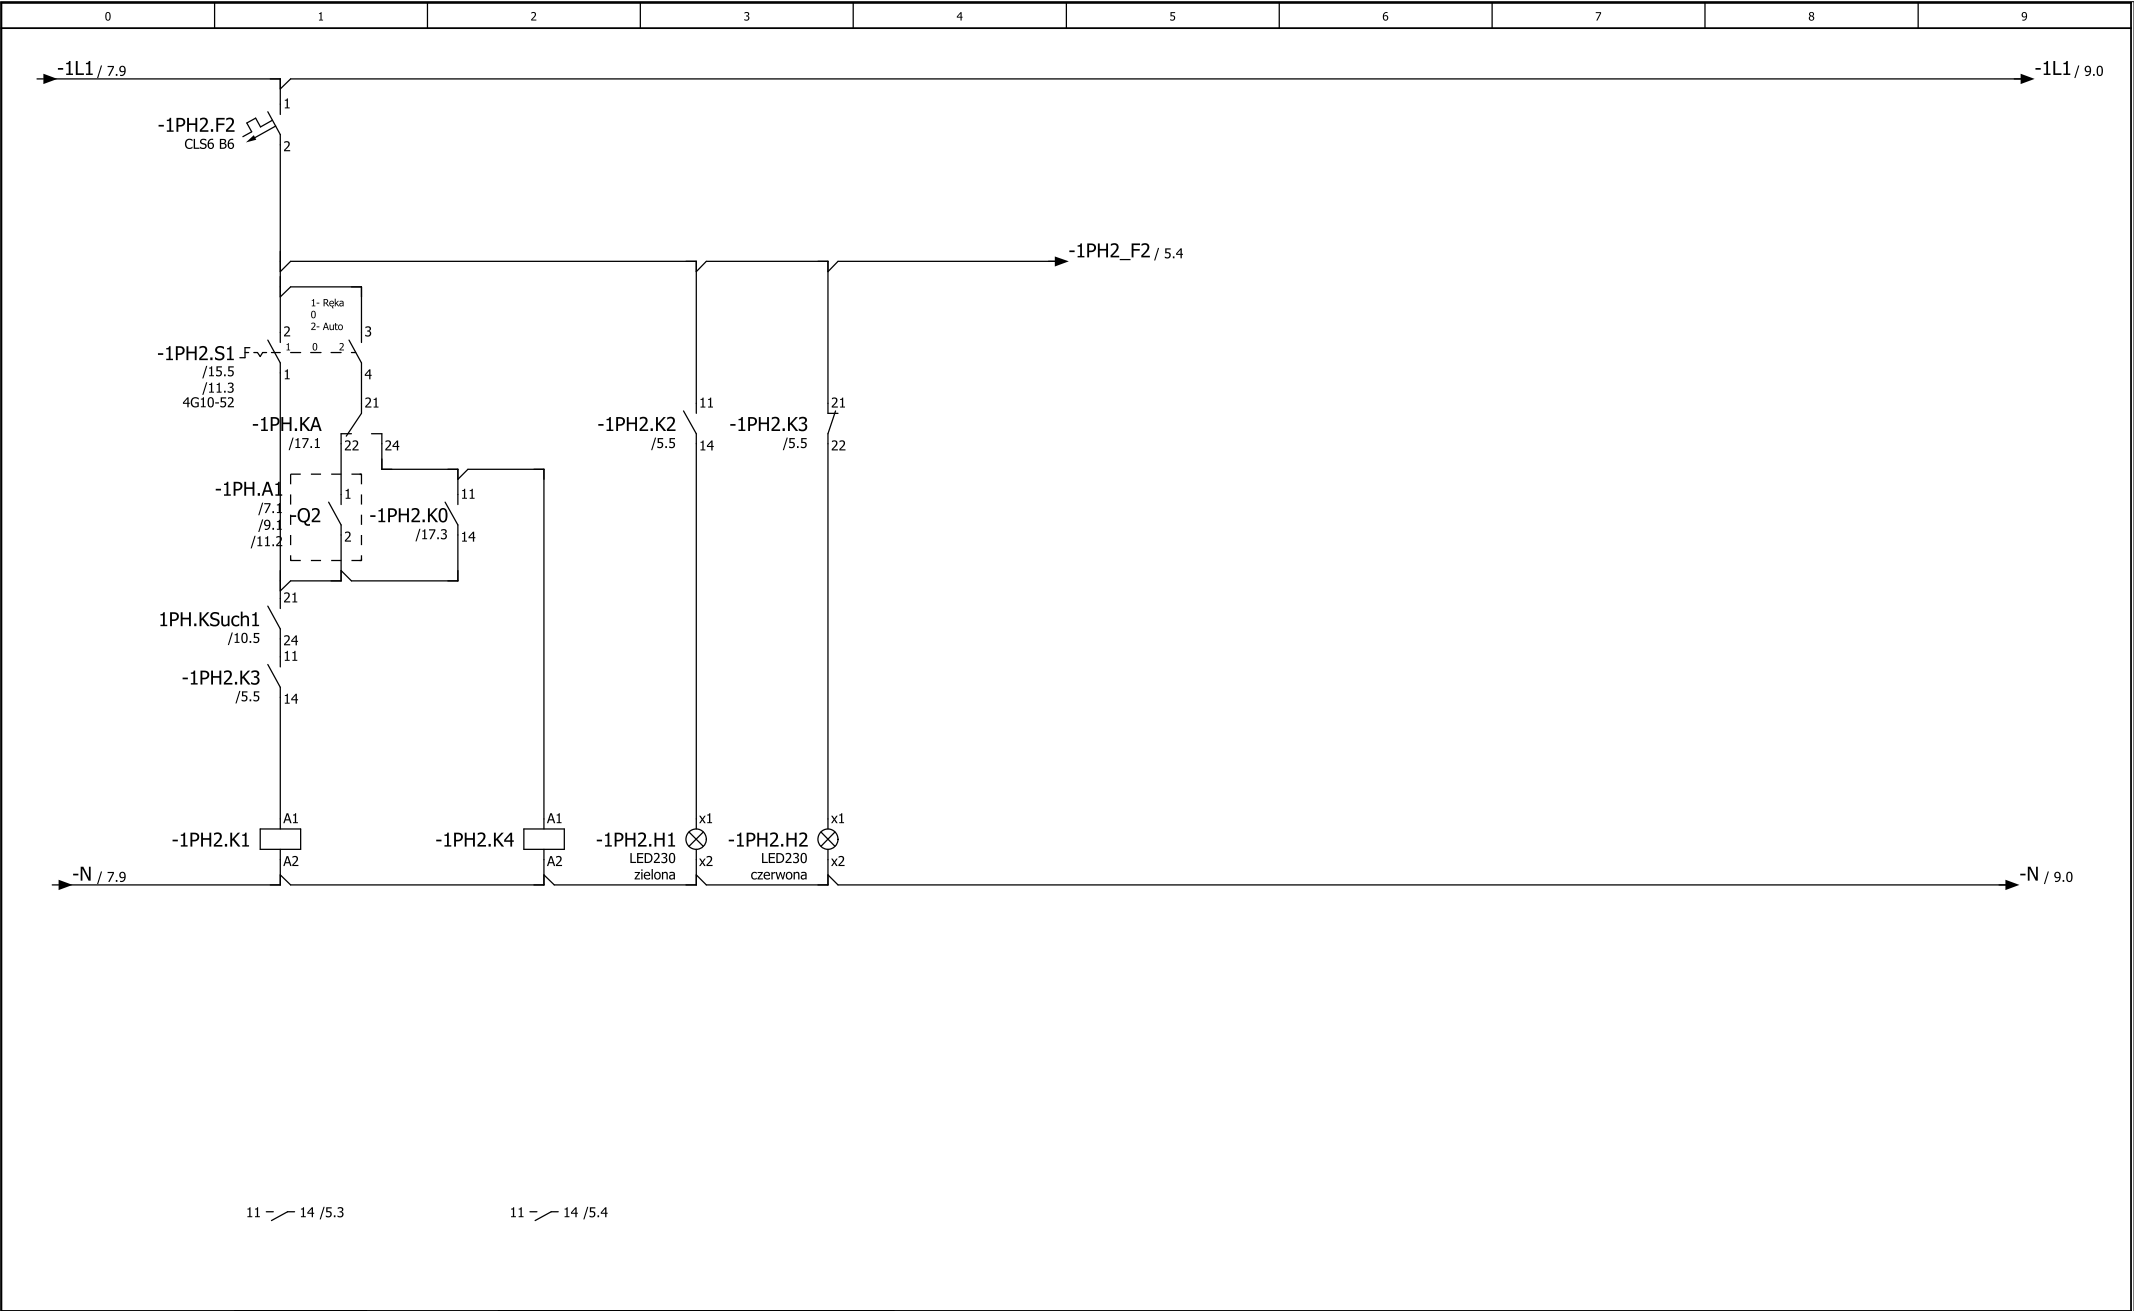 0 1 2 3 4 5 6 7 8 9
-1L1 / 7.9
-1L1 / 9.0
1
-1PH2.F2
CLS6 B6
2
-1PH2_F2 / 5.4
1- Ręka
0
2- Auto
2
3
-1PH2.S1
1 0 2
/15.5
/11.3
4G10-52
1
4
21
-1PH.KA
/17.1
22
24
11
-1PH2.K2
/5.5
14
21
-1PH2.K3
/5.5
22
-1PH.A1
/7.1
/9.1
/11.2
1
-Q2
2
11
-1PH2.K0
/17.3
14
21
1PH.KSuch1
/10.5
24
11
-1PH2.K3
/5.5
14
A1
-1PH2.K1
A2
A1
-1PH2.K4
A2
x1
-1PH2.H1
LED230
zielona
x2
x1
-1PH2.H2
LED230
czerwona
x2
-N / 7.9
-N / 9.0
11 14 /5.3
11 14 /5.4